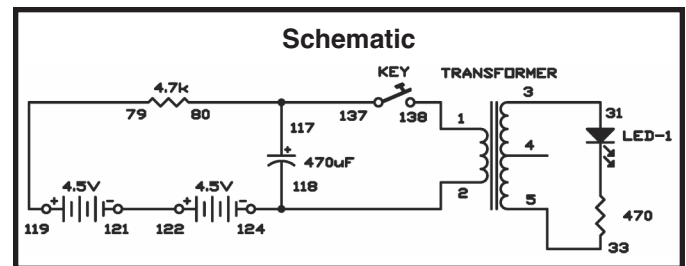 Schematic
KEY
TRANSFORMER
4.7k
79 80
137 138
1
3
31
117
+
470uF
118
4
LED-1
2
5
470
33
4.5V
4.5V
+ - + -
119 121 122 124